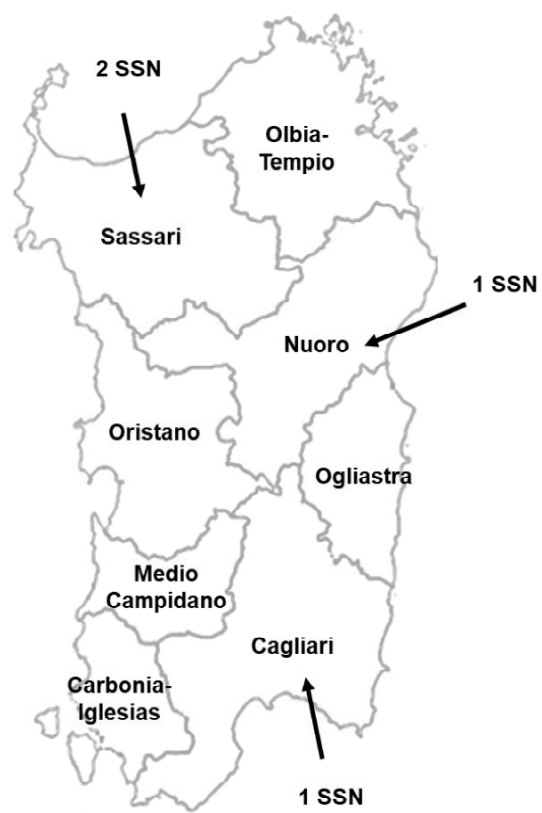 2 SSN
Olbia-
Tempio
Sassari
1 SSN
Nuoro
Oristano
Ogliastra
Medio
Campidano
Cagliari
Carbonia-
Iglesias
1 SSN